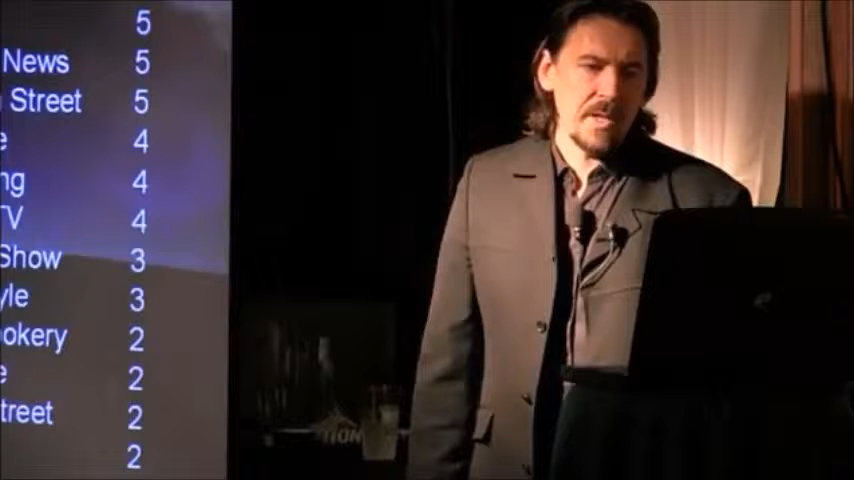 5
News 5
Street 5
e 4
ng 4
TV 4
Show 3
yle 3
ookery 2
e 2
treet 2
2